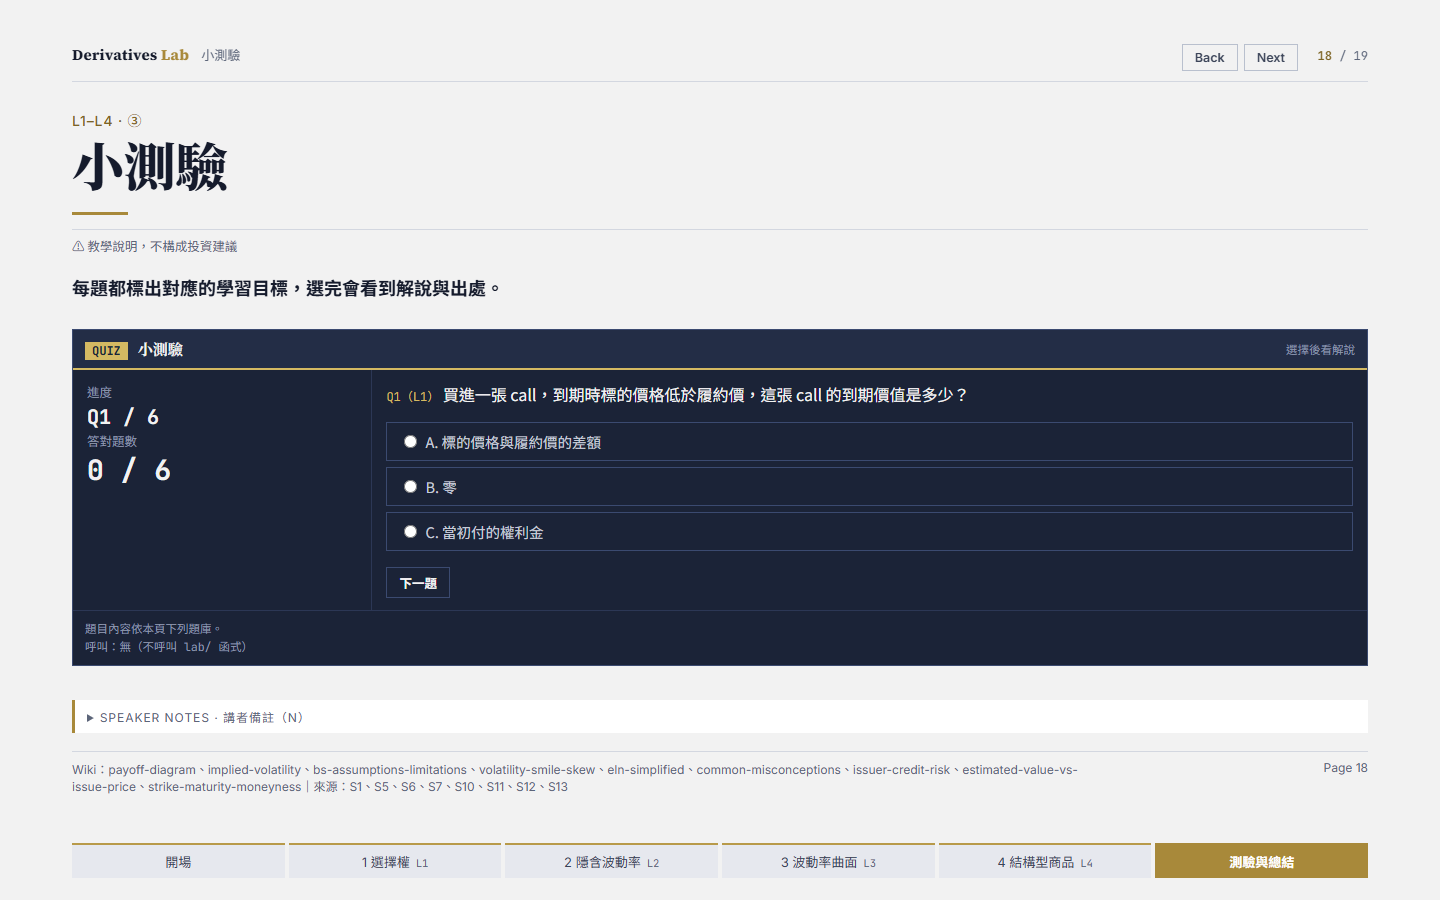 Derivatives Lab 小測驗
Back Next 18 / 19
L1–L4 · ③
小測驗
⚠ 教學說明，不構成投資建議
每題都標出對應的學習目標，選完會看到解說與出處。
QUIZ 小測驗 選擇後看解說
進度
Q1 / 6
答對題數
0 / 6
Q1（L1） 買進一張 call，到期時標的價格低於履約價，這張 call 的到期價值是多少？
A. 標的價格與履約價的差額
B. 零
C. 當初付的權利金
下一題
題目內容依本頁下列題庫。
呼叫：無（不呼叫 lab/ 函式）
▶ SPEAKER NOTES · 講者備註（N）
Wiki：payoff-diagram、implied-volatility、bs-assumptions-limitations、volatility-smile-skew、eln-simplified、common-misconceptions、issuer-credit-risk、estimated-value-vs-
issue-price、strike-maturity-moneyness｜來源：S1、S5、S6、S7、S10、S11、S12、S13
Page 18
開場 1 選擇權 L1 2 隱含波動率 L2 3 波動率曲面 L3 4 結構型商品 L4 測驗與總結